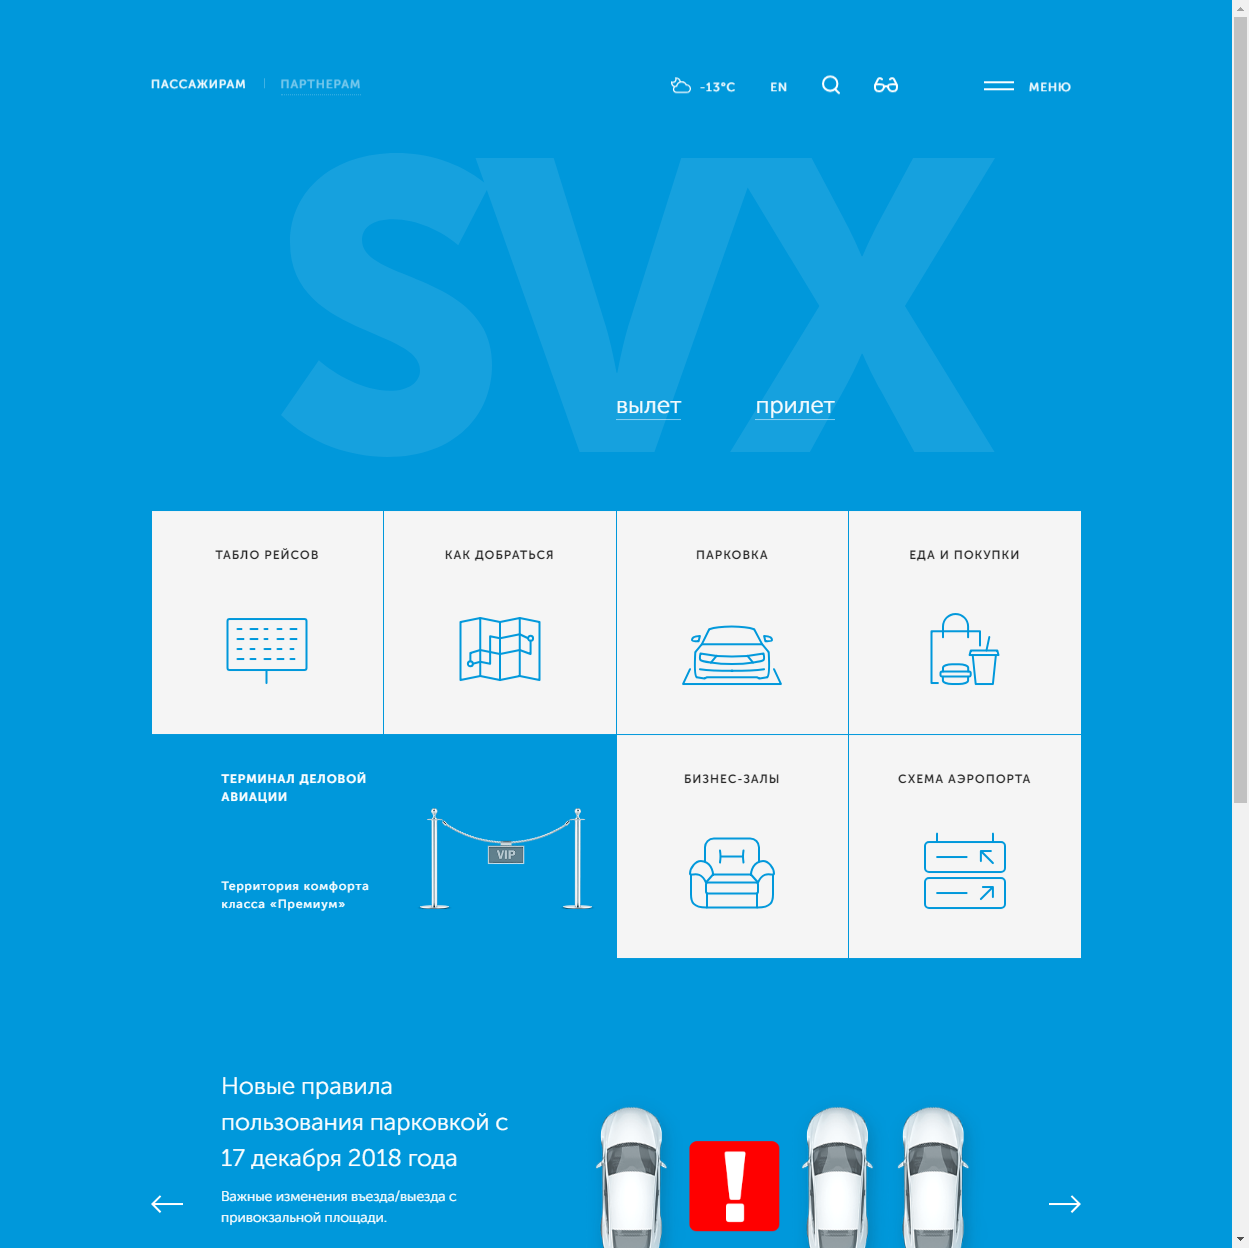 ПАССАЖИРАМ
ПАРТНЕРАМ
-13°C
EN
МЕНЮ
SVX
вылет
прилет
ТАБЛО РЕЙСОВ
КАК ДОБРАТЬСЯ
ПАРКОВКА
ЕДА И ПОКУПКИ
ТЕРМИНАЛ ДЕЛОВОЙ
АВИАЦИИ
VIP
Территория комфорта
класса «Премиум»
БИЗНЕС-ЗАЛЫ
СХЕМА АЭРОПОРТА
Новые правила
пользования парковкой с
17 декабря 2018 года
Важные изменения въезда/выезда с
привокзальной площади.
!